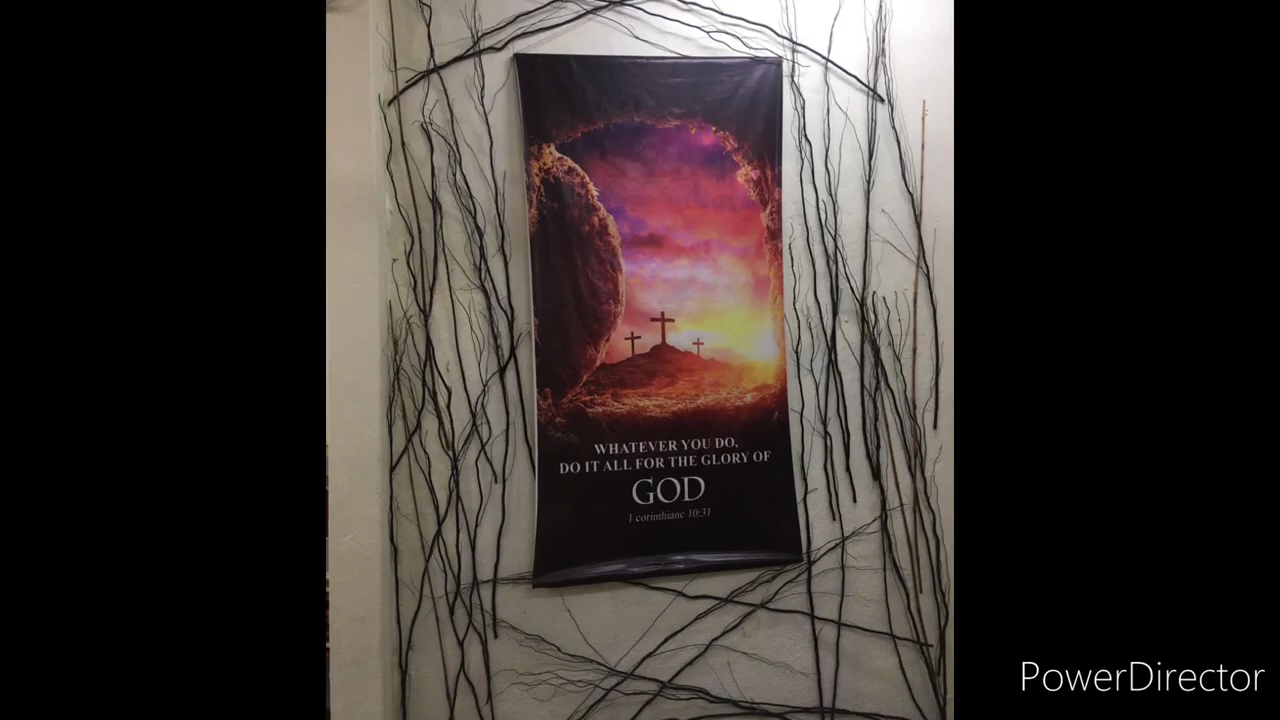 WHATEVER YOU DO,
DO IT ALL FOR THE GLORY OF
GOD
1 corinthianc 10:31
PowerDirector